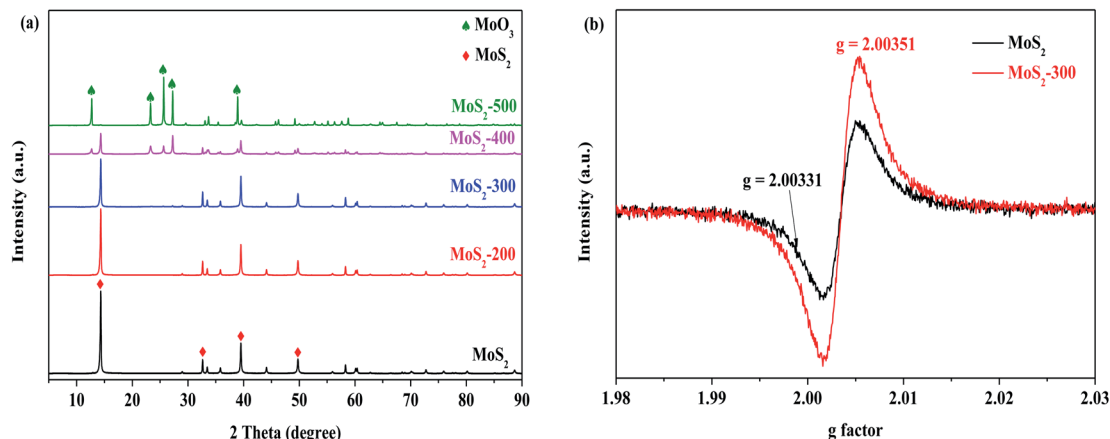 (a)
MoO₃
MoS₂
MoS₂-500
MoS₂-400
MoS₂-300
MoS₂-200
MoS₂
Intensity (a.u.)
10 20 30 40 50 60 70 80 90
2 Theta (degree)
(b)
g = 2.00351
MoS₂
MoS₂-300
g = 2.00331
Intensity (a.u.)
1.98 1.99 2.00 2.01 2.02 2.03
g factor